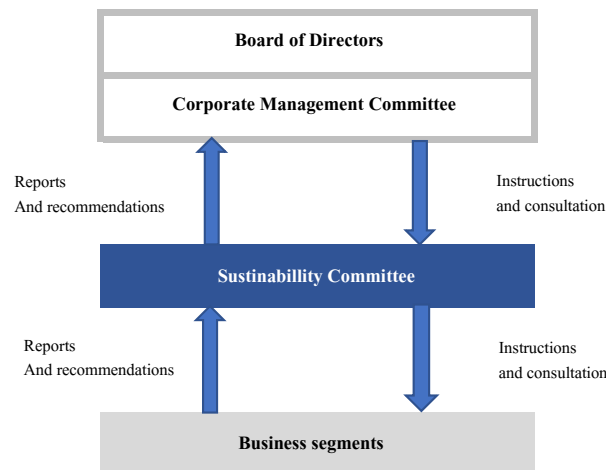 Board of Directors
Corporate Management Committee
Reports
And recommendations
Instructions
and consultation
Sustinabillity Committee
Reports
And recommendations
Instructions
and consultation
Business segments